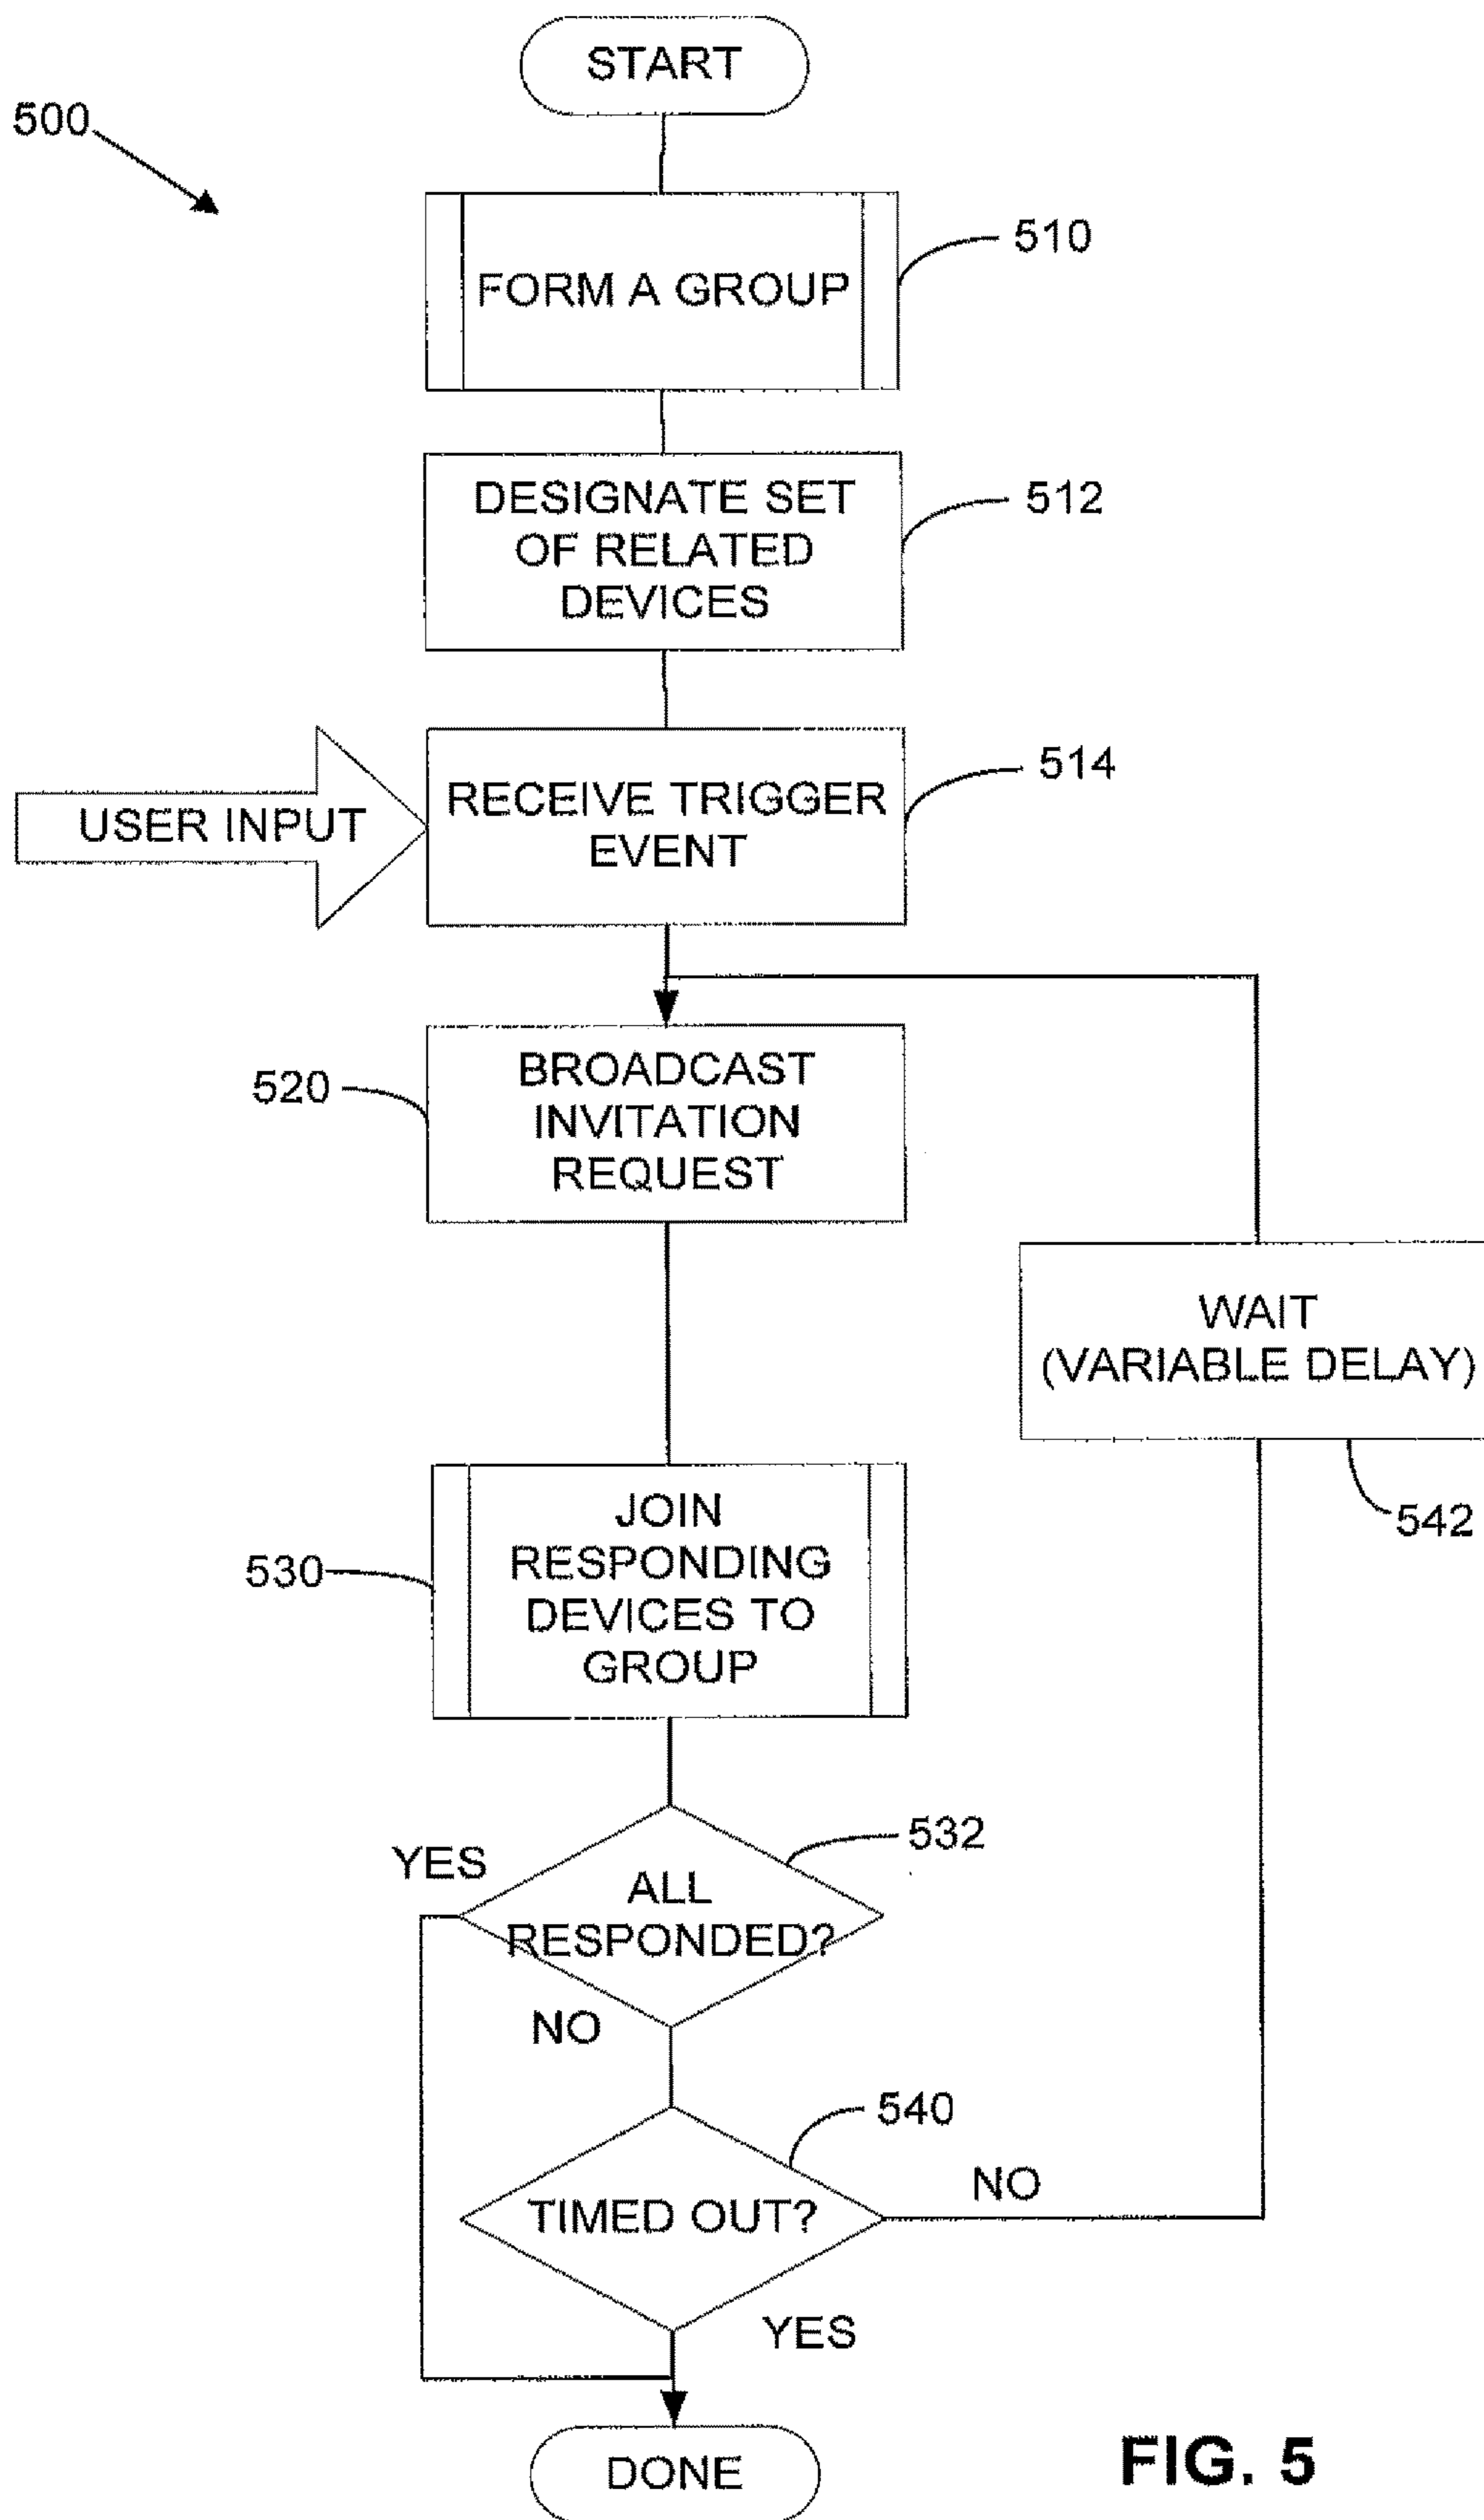 START
500
FORM A GROUP
510
DESIGNATE SET
OF RELATED
DEVICES
512
USER INPUT
RECEIVE TRIGGER
EVENT
514
520
BROADCAST
INVITATION
REQUEST
WAIT
(VARIABLE DELAY)
542
530
JOIN
RESPONDING
DEVICES TO
GROUP
532
YES
ALL
RESPONDED?
NO
540
TIMED OUT?
NO
YES
DONE
FIG. 5